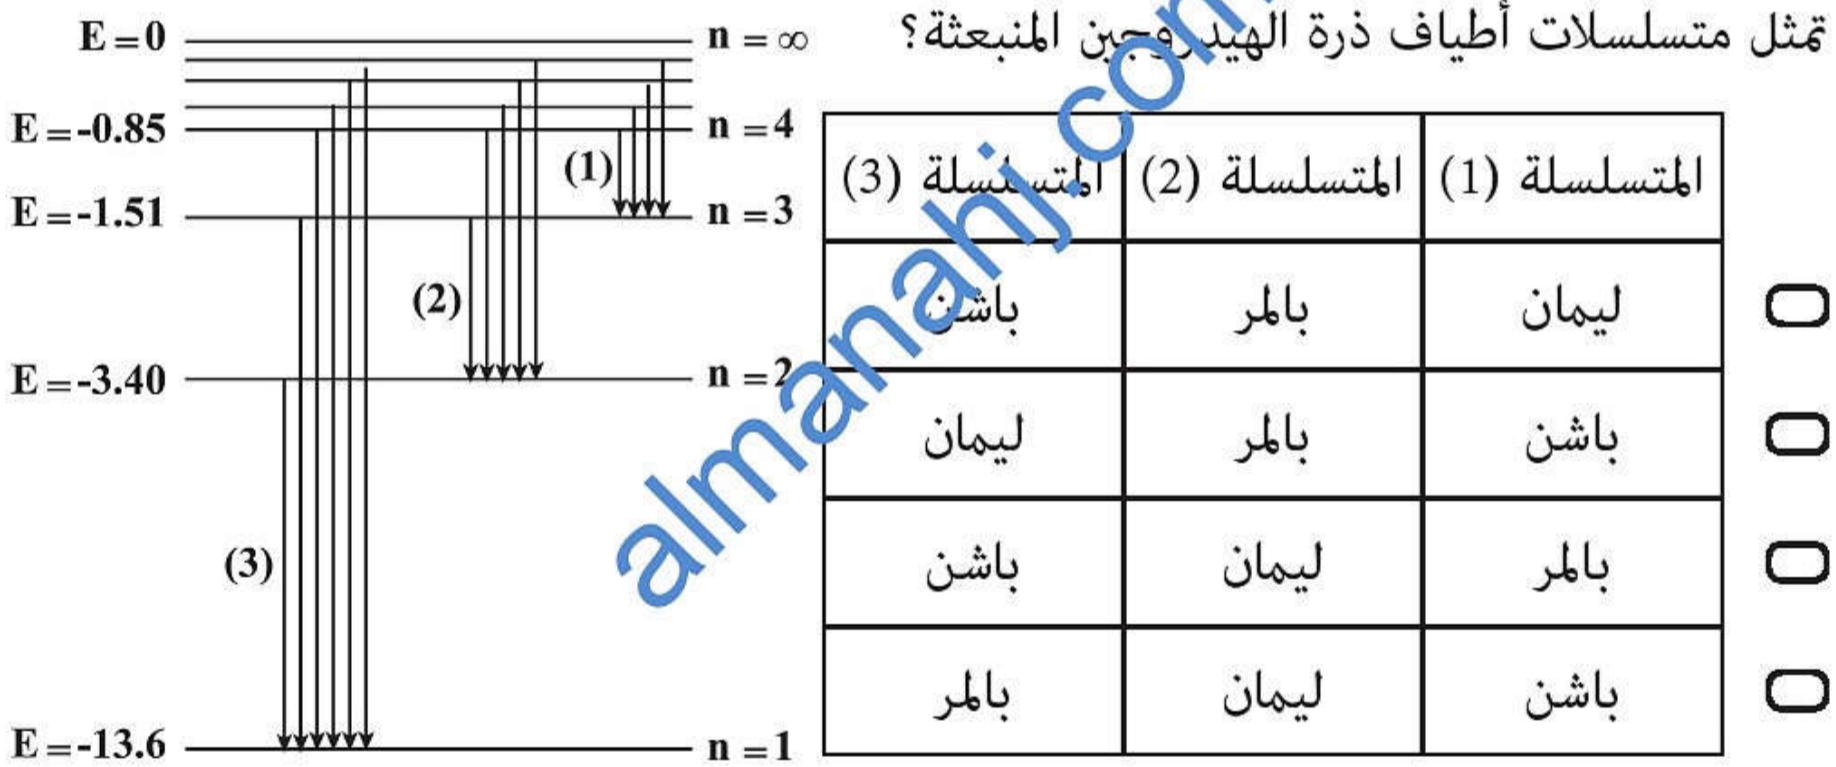 تمثل متسلسلات أطياف ذرة الهيدروجين المنبعثة؟
المتسلسلة (1) المتسلسلة (2) المتسلسلة (3)
ليمان بالمر باشن
باشن بالمر ليمان
بالمر ليمان باشن
باشن ليمان بالمر
E=0 n = ∞
E=-0.85 n =4
(1)
E=-1.51 n =3
(2)
E=-3.40 n =2
(3)
E=-13.6 n =1
almanahj.com